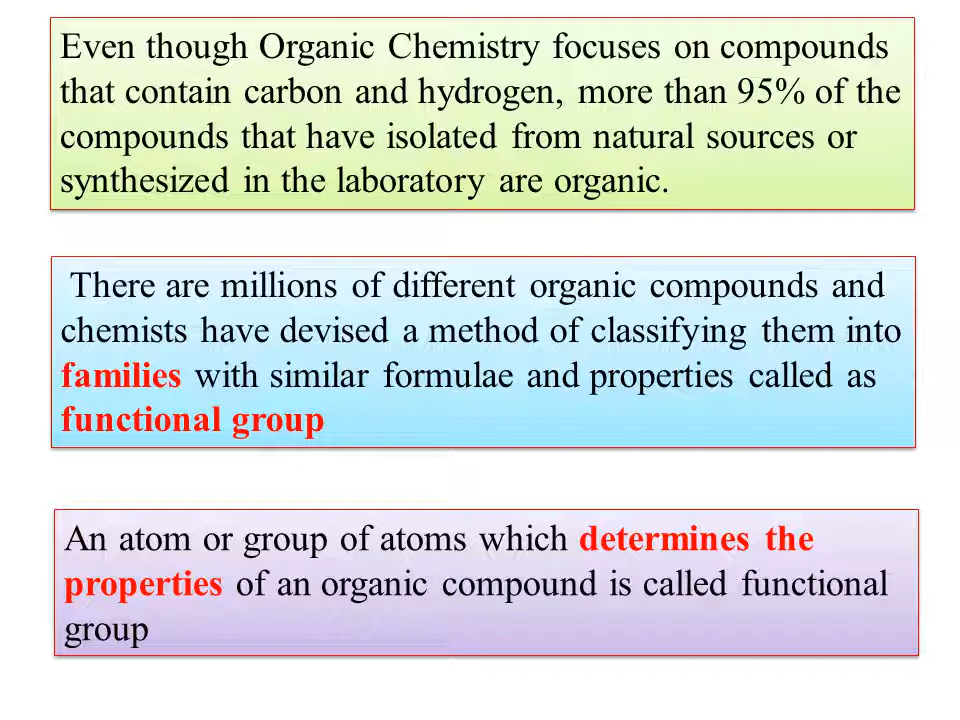 Even though Organic Chemistry focuses on compounds
that contain carbon and hydrogen, more than 95% of the
compounds that have isolated from natural sources or
synthesized in the laboratory are organic.
There are millions of different organic compounds and
chemists have devised a method of classifying them into
families with similar formulae and properties called as
functional group
An atom or group of atoms which determines the
properties of an organic compound is called functional
group